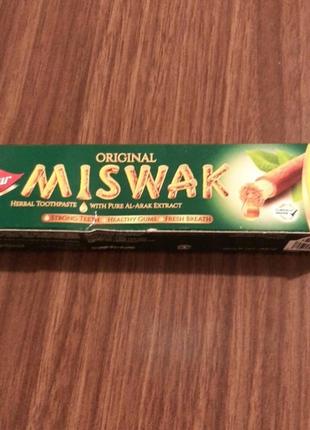 ORIGINAL
MISWAK
HERBAL TOOTHPASTE WITH PURE AL-ARAK EXTRACT
STRONG TEETH HEALTHY GUMS FRESH BREATH